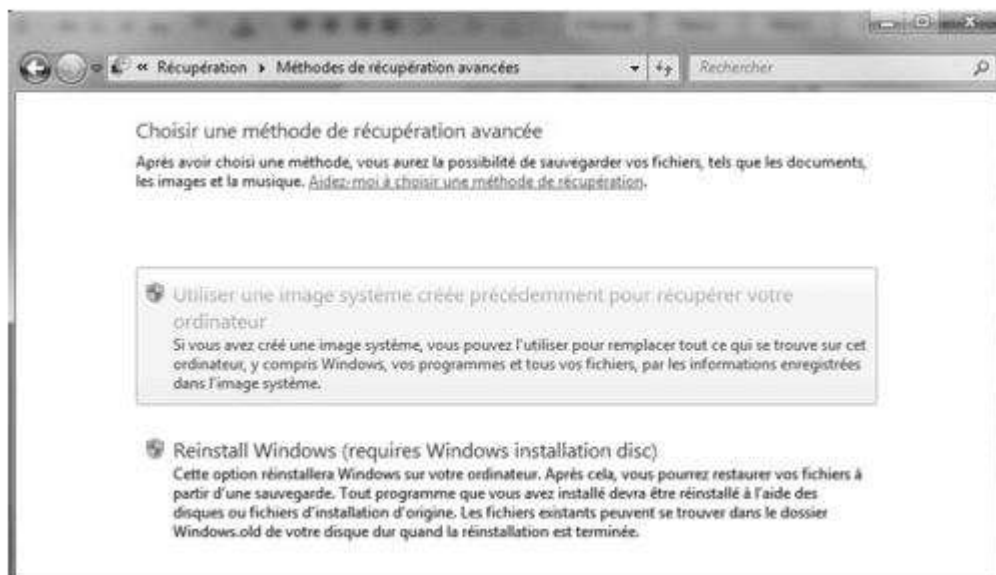 « Récupération ▸ Méthodes de récupération avancées
Rechercher
Choisir une méthode de récupération avancée
Après avoir choisi une méthode, vous aurez la possibilité de sauvegarder vos fichiers, tels que les documents,
les images et la musique. Aidez-moi à choisir une méthode de récupération.
Utiliser une image système créée précédemment pour récupérer votre
ordinateur
Si vous avez créé une image système, vous pouvez l'utiliser pour remplacer tout ce qui se trouve sur cet
ordinateur, y compris Windows, vos programmes et tous vos fichiers, par les informations enregistrées
dans l'image système.
Reinstall Windows (requires Windows installation disc)
Cette option réinstallera Windows sur votre ordinateur. Après cela, vous pourrez restaurer vos fichiers à
partir d'une sauvegarde. Tout programme que vous avez installé devra être réinstallé à l'aide des
disques ou fichiers d'installation d'origine. Les fichiers existants peuvent se trouver dans le dossier
Windows.old de votre disque dur quand la réinstallation est terminée.